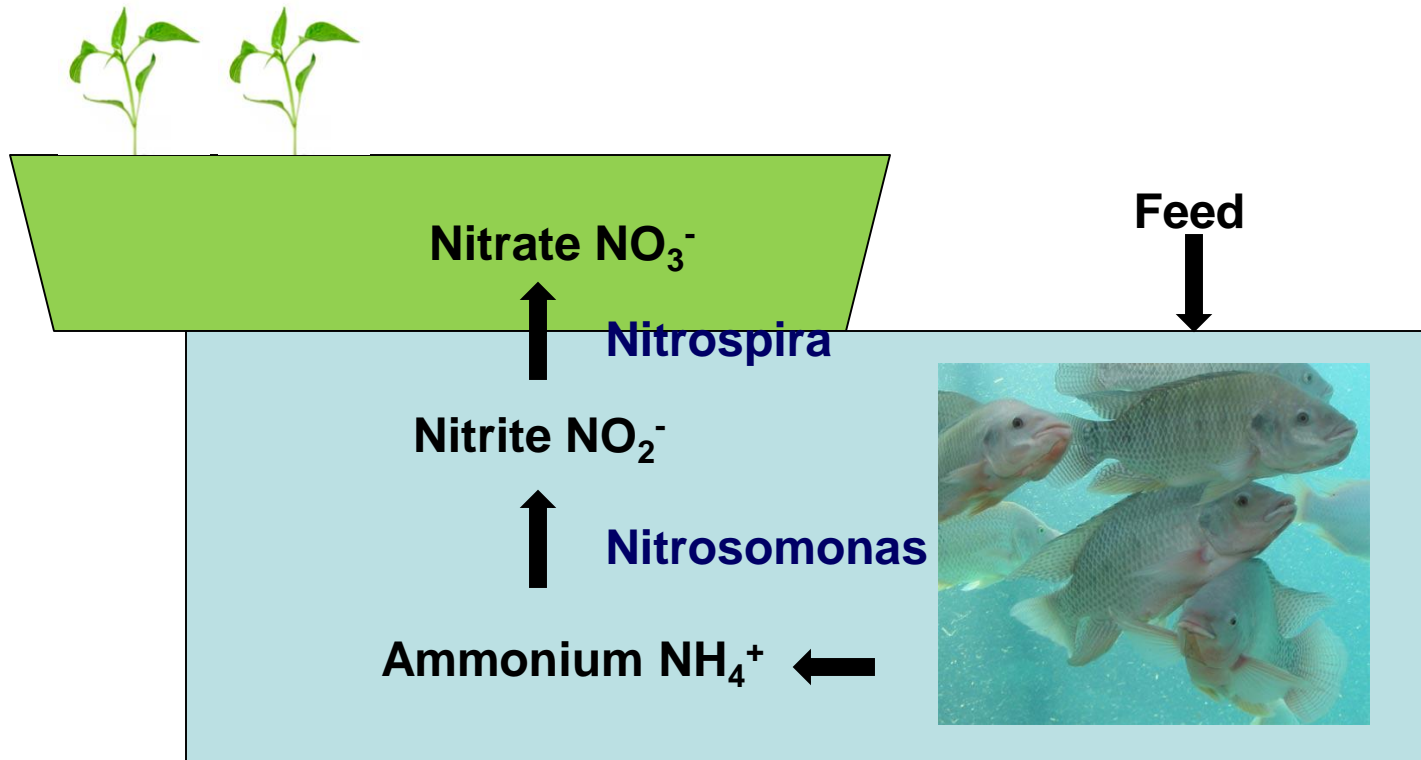 Feed
Nitrate NO₃⁻
Nitrospira
Nitrite NO₂⁻
Nitrosomonas
Ammonium NH₄⁺